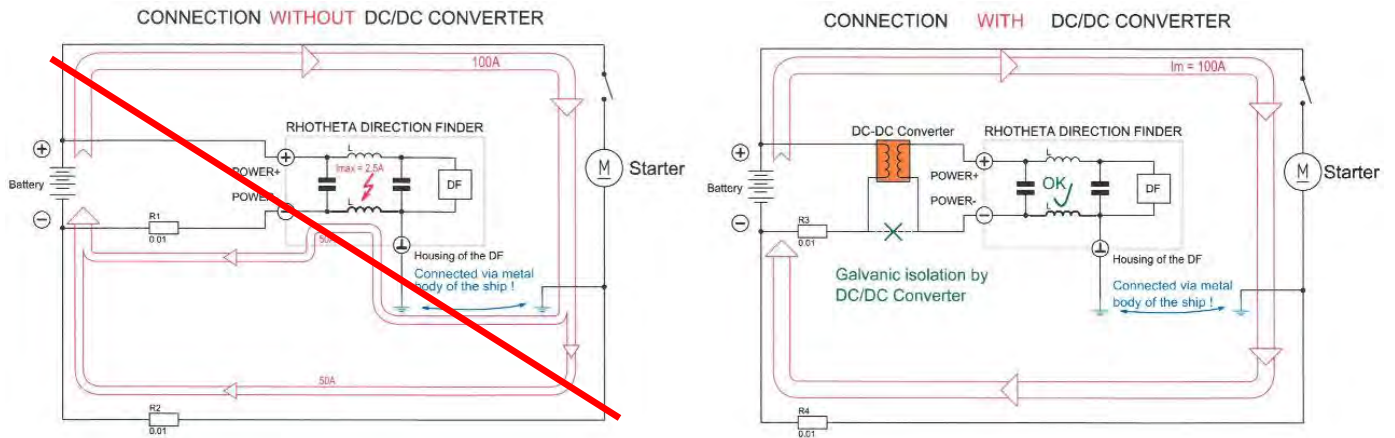 CONNECTION WITHOUT DC/DC CONVERTER
100A
RHOTHETA DIRECTION FINDER
L
POWER+
Imax = 2,5A
DF
M
Starter
Battery
POWER-
L
R1
0.01
50A
Housing of the DF
Connected via metal
body of the ship !
50A
R2
0.01
CONNECTION WITH DC/DC CONVERTER
Im = 100A
DC-DC Converter
RHOTHETA DIRECTION FINDER
L
POWER+
OK
DF
M
Starter
Battery
POWER-
L
R3
0.01
Housing of the DF
Galvanic isolation by
DC/DC Converter
Connected via metal
body of the ship !
R4
0.01